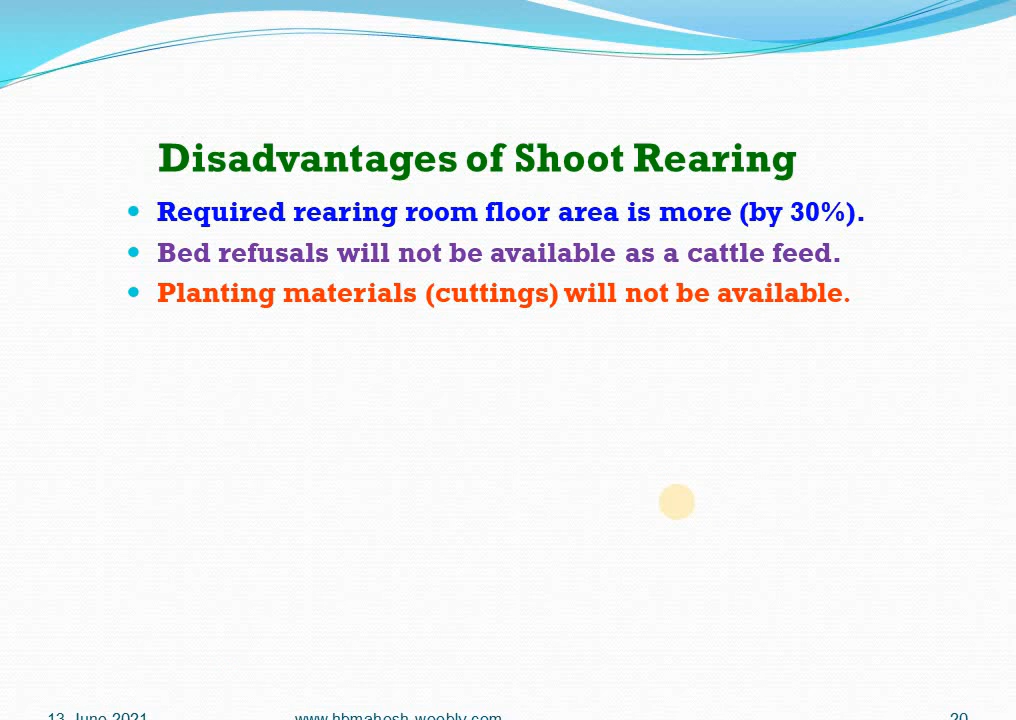 Disadvantages of Shoot Rearing
Required rearing room floor area is more (by 30%).
Bed refusals will not be available as a cattle feed.
Planting materials (cuttings) will not be available.
13 June 2021 www.hbmahesh.weebly.com 20